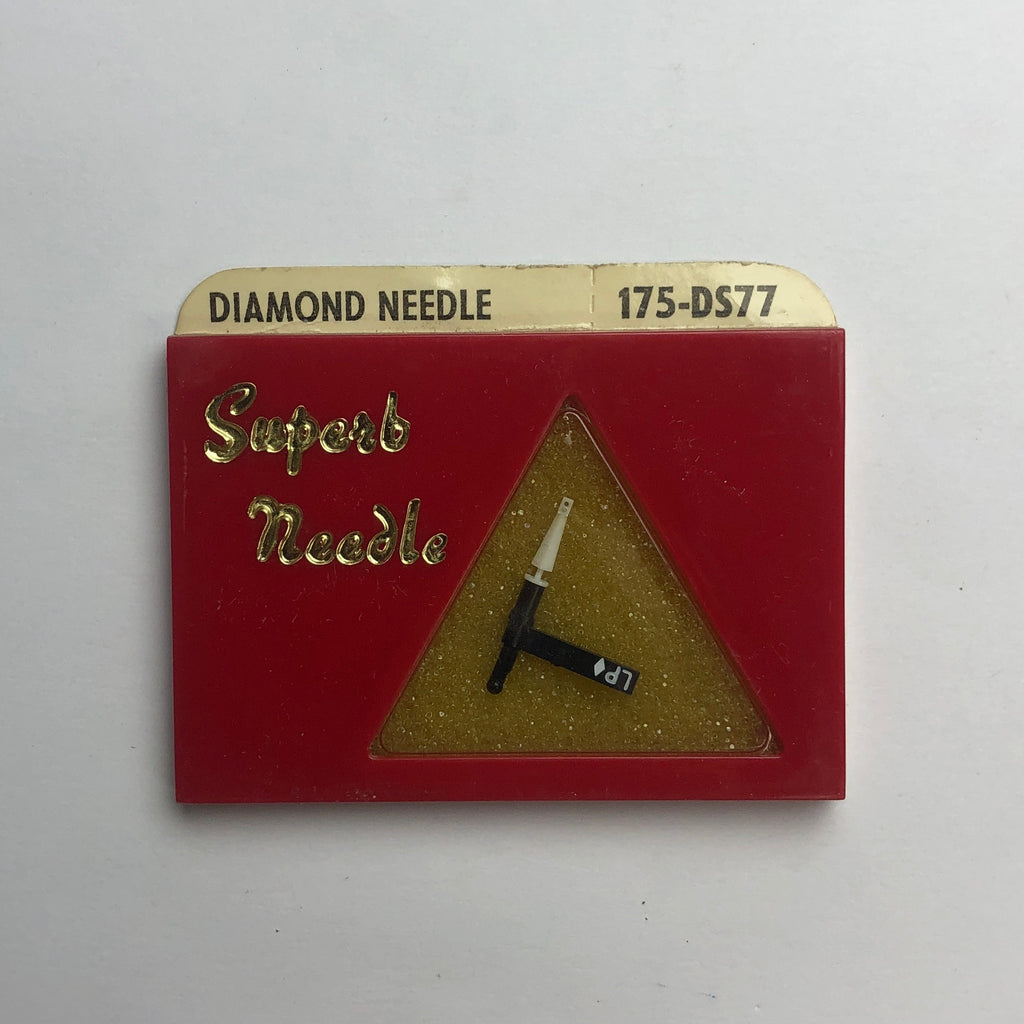 DIAMOND NEEDLE 175-DS77
Superb
Needle
LP